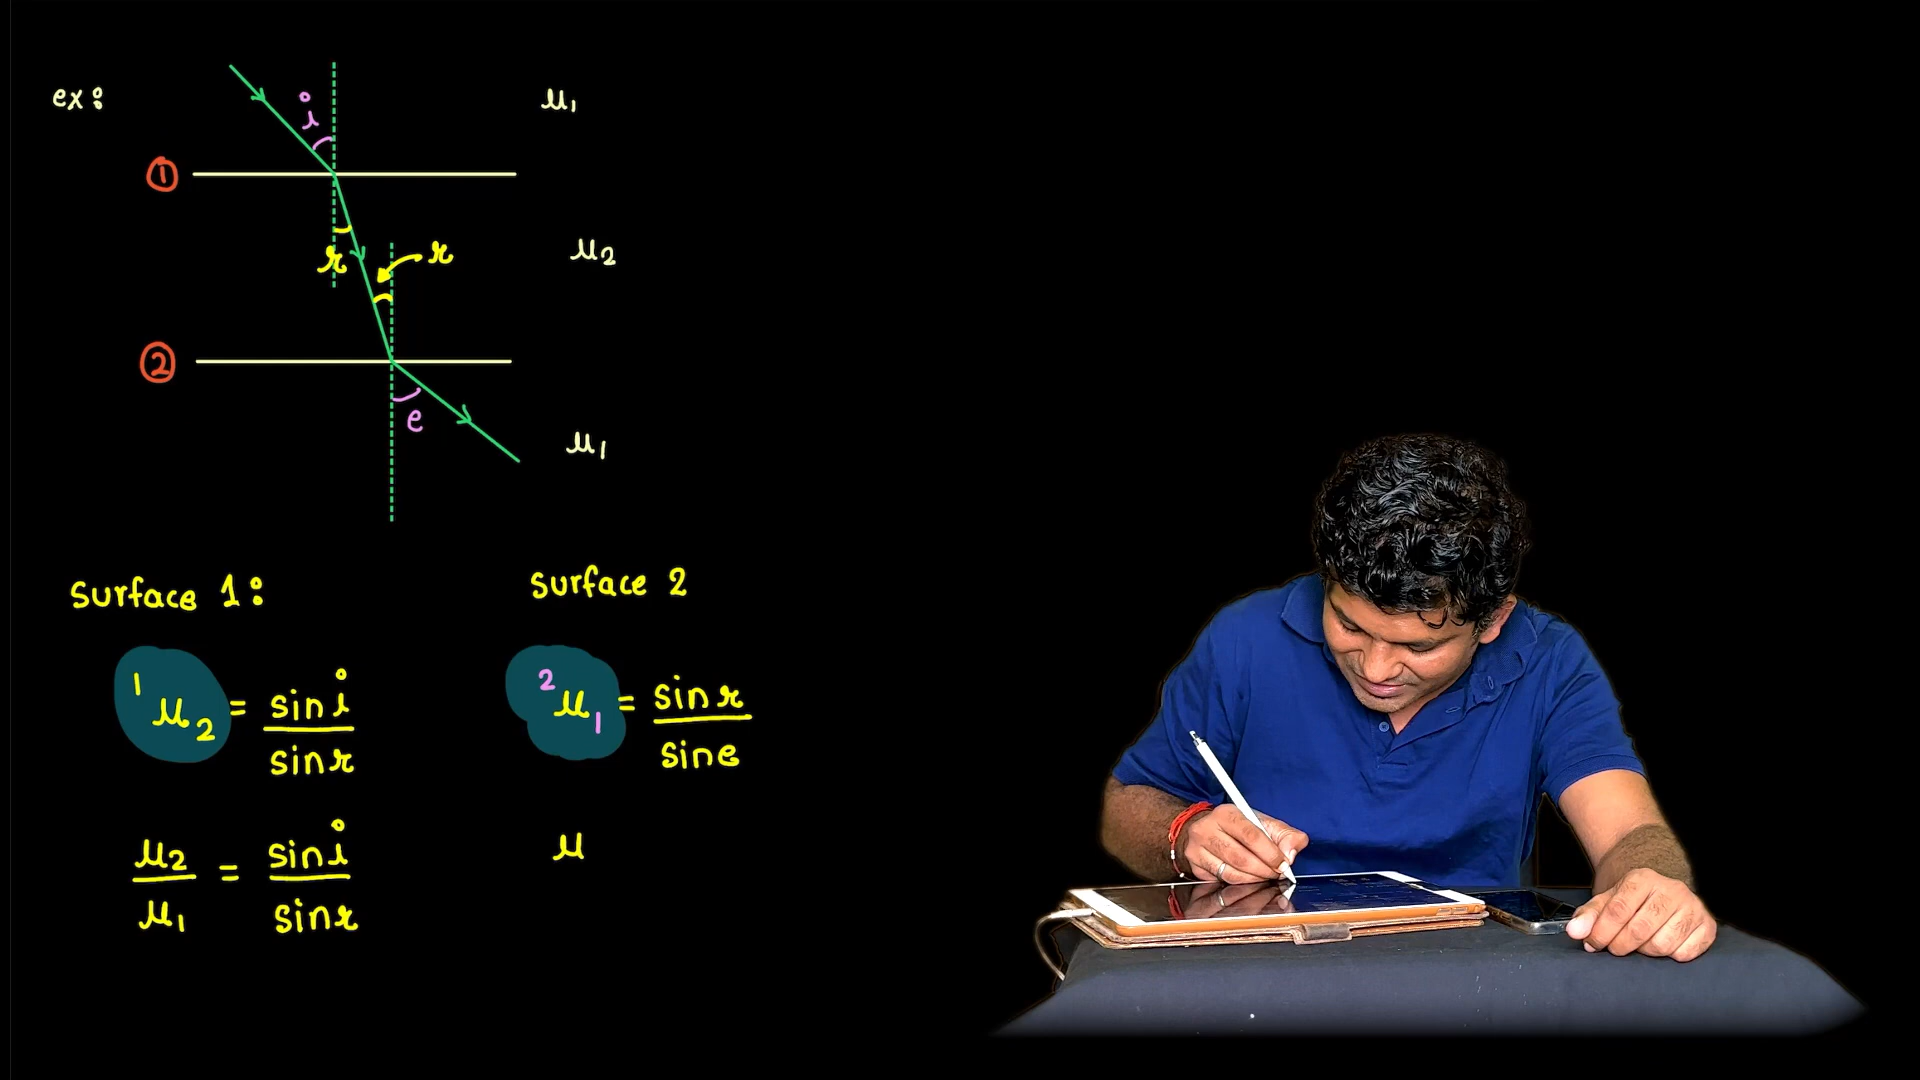 ex:
i
μ₁
①
r
r
μ₂
②
e
μ₁
Surface 1:
¹μ₂ = sin i / sin r
μ₂ / μ₁ = sin i / sin r
Surface 2
²μ₁ = sin r / sin e
μ